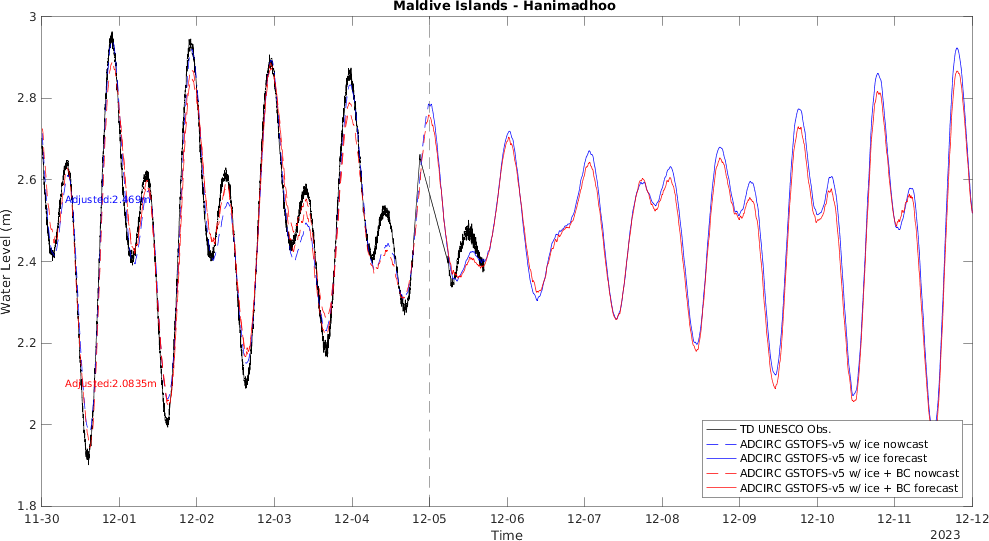 Maldive Islands - Hanimadhoo
3
2.8
2.6
2.4
2.2
2
1.8
Water Level (m)
Adjusted:2.469m
Adjusted:2.0835m
TD UNESCO Obs.
ADCIRC GSTOFS-v5 w/ ice nowcast
ADCIRC GSTOFS-v5 w/ ice forecast
ADCIRC GSTOFS-v5 w/ ice + BC nowcast
ADCIRC GSTOFS-v5 w/ ice + BC forecast
11-30 12-01 12-02 12-03 12-04 12-05 12-06 12-07 12-08 12-09 12-10 12-11 12-12
Time
2023